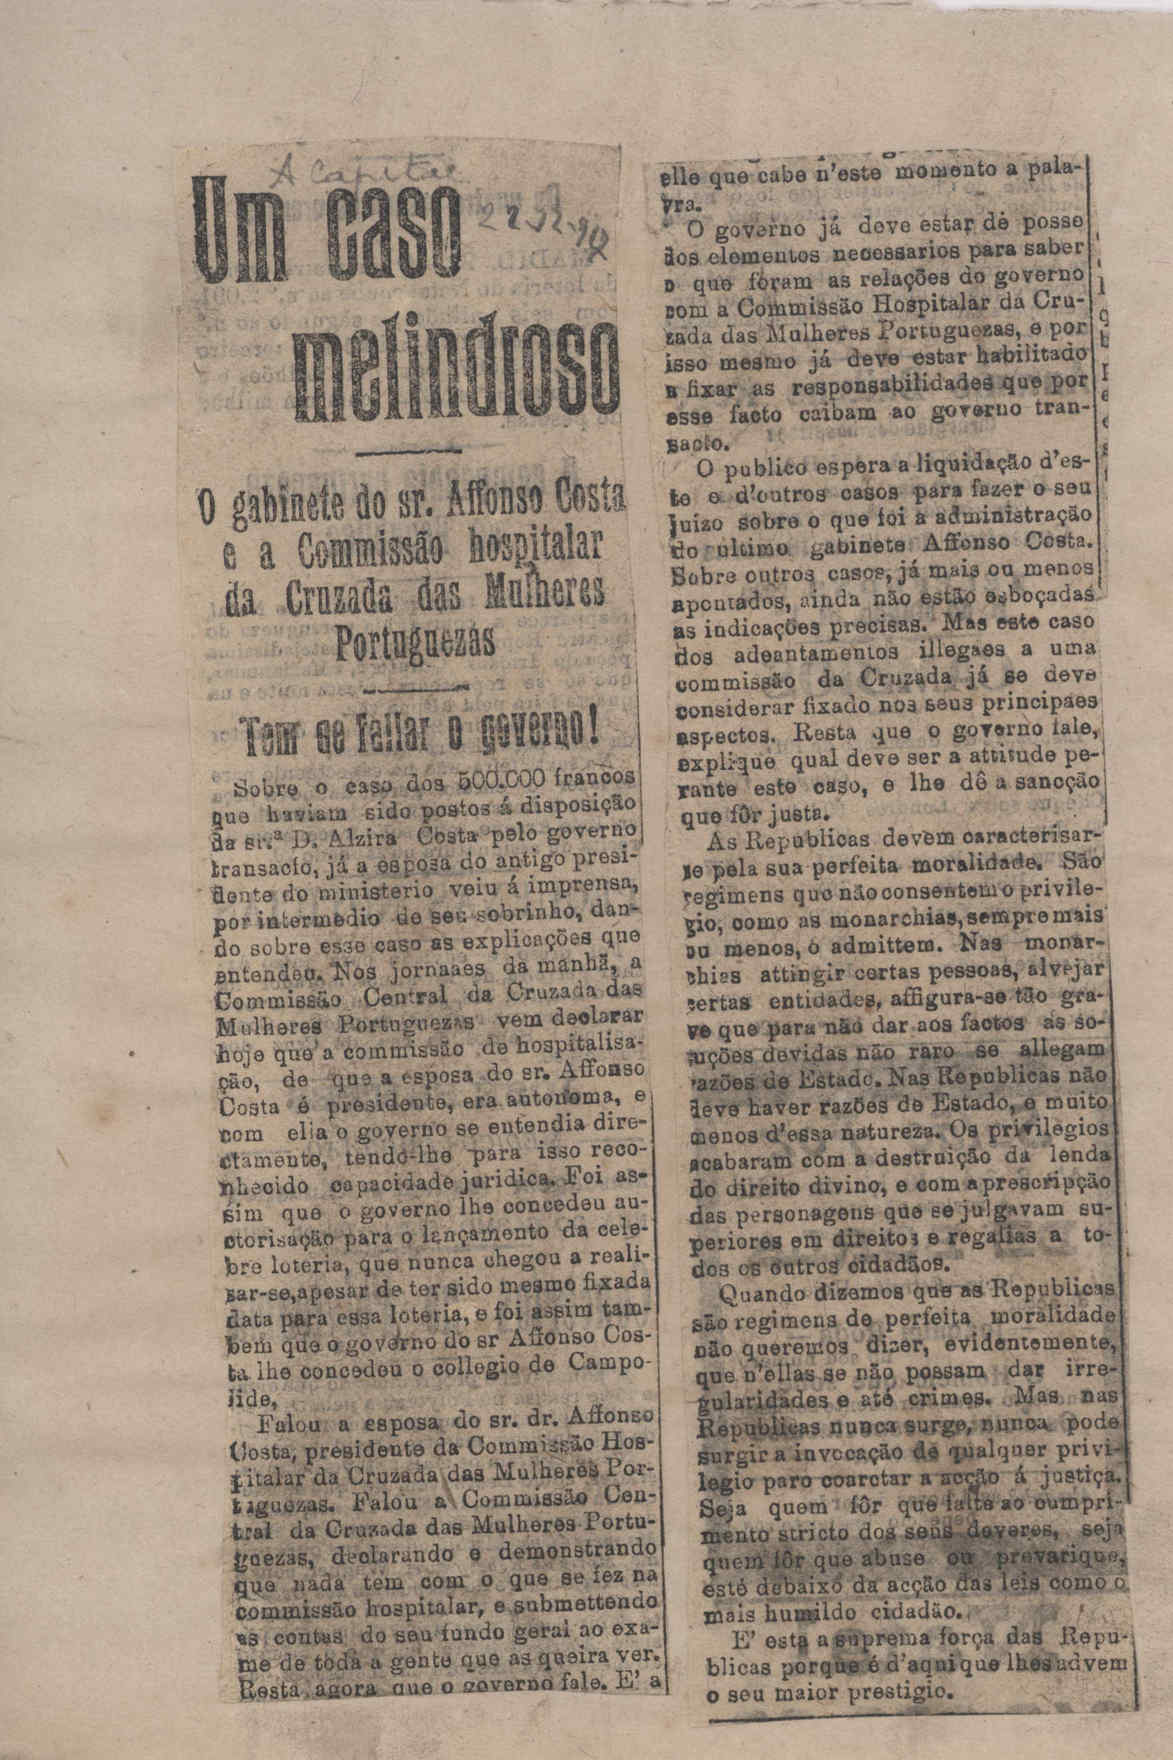 A Capital
22-12-917
Um caso
melindroso
O gabinete do sr. Affonso Costa
e a Commissão hospitalar
da Cruzada das Mulheres
Portuguezas
Tem de fallar o governo!
Sobre o caso dos 500.000 francos
que haviam sido postos á disposição
da sr.ª D. Alzira Costa pelo governo
transacto, já a esposa do antigo presi-
dente do ministerio veiu á imprensa,
por intermedio de seu sobrinho, dan-
do sobre esse caso as explicações que
entendeu. Nos jornaaes da manhã, a
Commissão Central da Cruzada das
Mulheres Portuguezas vem declarar
hoje que a commissão de hospitalisa-
ção, de que a esposa do sr. Affonso
Costa é presidente, era autonoma, e
com ella o governo se entendia dire-
ctamente, tendo-lhe para isso reco-
nhecido capacidade juridica. Foi as-
sim que o governo lhe concedeu au-
ctorisação para o lançamento da cele-
bre loteria, que nunca chegou a reali-
sar-se, apesar de ter sido mesmo fixada
data para essa loteria, e foi assim tam-
bem que o governo do sr Affonso Cos-
ta lhe concedeu o collegio de Campo-
lide,
Falou a esposa do sr. dr. Affonso
Costa, presidente da Commissão Hos-
pitalar da Cruzada das Mulheres Por-
tuguezas. Falou a Commissão Cen-
tral da Cruzada das Mulheres Portu-
guezas, declarando e demonstrando
que nada tem com o que se fez na
commissão hospitalar, e submettendo
as contas do seu fundo geral ao exa-
me de toda a gente que as queira ver.
Resta agora que o governo fale. E' a
elle que cabe n'este momento a pala-
vra.
O governo já deve estar de posse
dos elementos necessarios para saber
o que foram as relações do governo
com a Commissão Hospitalar da Cru-
zada das Mulheres Portuguezas, e por
isso mesmo já deve estar habilitado
a fixar as responsabilidades que por
esse facto caibam ao governo tran-
sacto.
O publico espera a liquidação d'es-
te e d'outros casos para fazer o seu
juizo sobre o que foi a administração
do ultimo gabinete Affonso Costa.
Sobre outros casos, já mais ou menos
apontados, ainda não estão esboçadas
as indicações precisas. Mas este caso
dos adeantamentos illegaes a uma
commissão da Cruzada já se deve
considerar fixado nos seus principaes
aspectos. Resta que o governo fale,
explique qual deve ser a attitude pe-
rante este caso, e lhe dê a sancção
que fôr justa.
As Republicas devem caracterisar-
se pela sua perfeita moralidade. São
regimens que não consentem o privile-
gio, como as monarchias, sempre mais
ou menos, o admittem. Nas monar-
chias attingir certas pessoas, alvejar
certas entidades, affigura-se tão gra-
ve que para não dar aos factos as so-
luções devidas não raro se allegam
razões de Estado. Nas Republicas não
deve haver razões de Estado, e muito
menos d'essa natureza. Os privilegios
acabaram com a destruição da lenda
do direito divino, e com a prescripção
das personagens que se julgavam su-
periores em direitos e regalias a to-
dos os outros cidadãos.
Quando dizemos que as Republicas
são regimens de perfeita moralidade
não queremos dizer, evidentemente,
que n'ellas se não possam dar irre-
gularidades e até crimes. Mas nas
Republicas nunca surge, nunca pode
surgir a invocação de qualquer privi-
legio paro coarctar a acção á justiça.
Seja quem fôr que falte ao cumpri-
mento stricto dos seus deveres, seja
quem fôr que abuse ou prevarique,
esté debaixo da acção das leis como o
mais humildo cidadão.
E' esta a suprema força das Repu-
blicas porque é d'aqui que lhes advem
o seu maior prestigio.